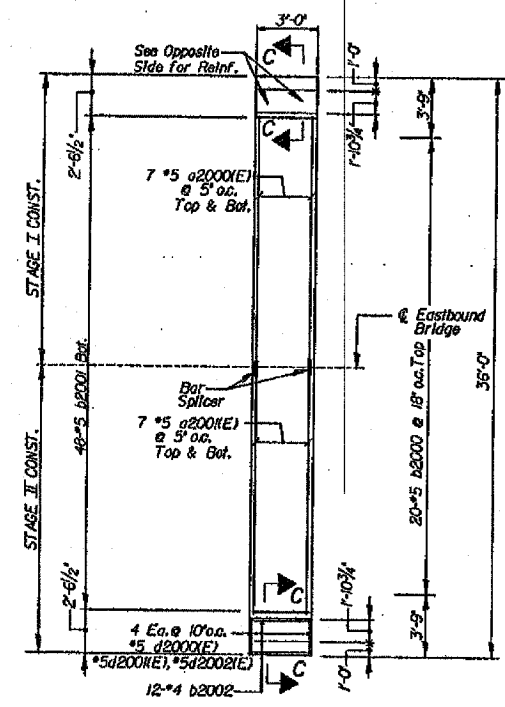 3'-0"
See Opposite
Side for Reinf.
C
1'-0"
3'-9"
1'-10¾"
2'-6½"
C
7 #5 a2000(E)
@ 5" o.c.
Top & Bot.
STAGE I CONST.
℄ Eastbound
Bridge
48-#5 b2001 Bot.
36'-0"
Bar
Splicer
7 #5 a2001(E)
@ 5" o.c.
Top & Bot.
20-#5 b2000 @ 18" o.c. Top
STAGE II CONST.
2'-6½"
C
1'-10¾"
3'-9"
4 Ea. @ 10" o.c.
#5 d2000(E)
#5d2001(E), #5d2002(E)
C
1'-0"
12-#4 b2002